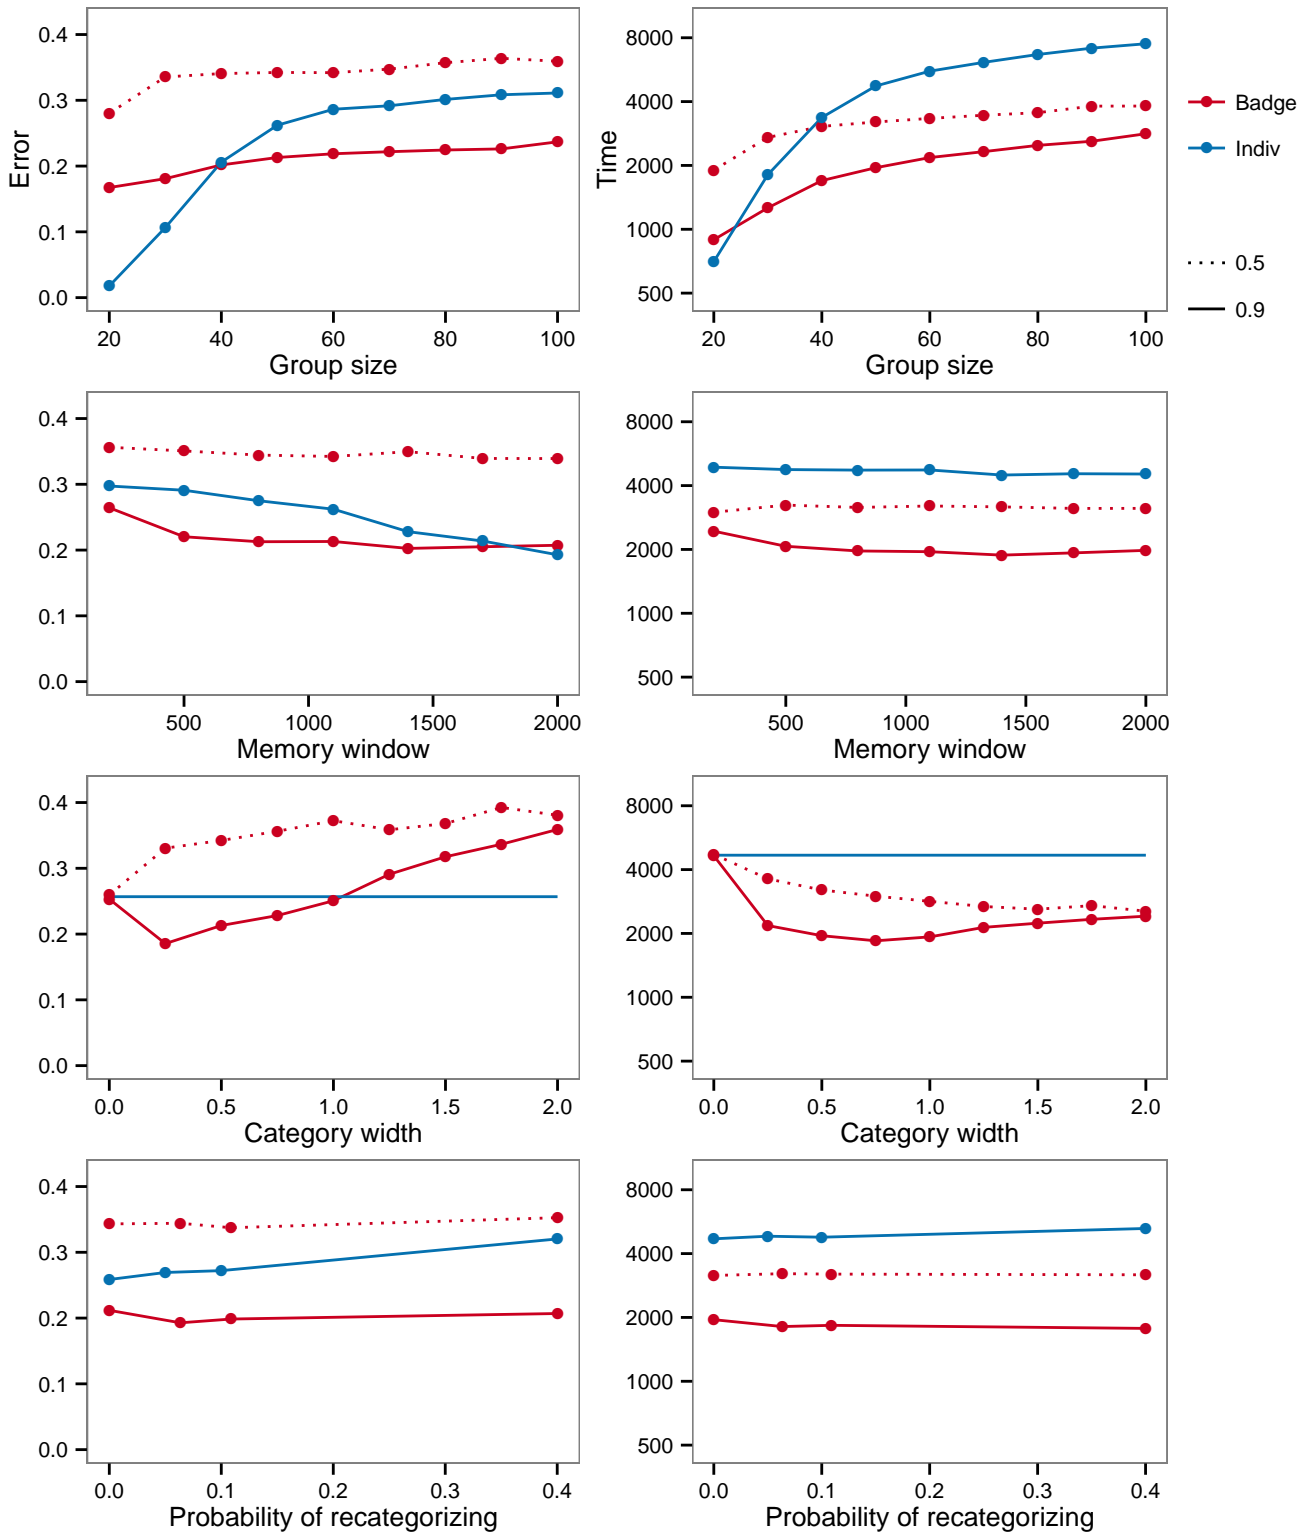 Error
0.4
0.3
0.2
0.1
0.0
20 40 60 80 100
Group size
Time
8000
4000
2000
1000
500
20 40 60 80 100
Group size
Badge
Indiv
0.5
0.9
0.4
0.3
0.2
0.1
0.0
500 1000 1500 2000
Memory window
8000
4000
2000
1000
500
500 1000 1500 2000
Memory window
0.4
0.3
0.2
0.1
0.0
0.0 0.5 1.0 1.5 2.0
Category width
8000
4000
2000
1000
500
0.0 0.5 1.0 1.5 2.0
Category width
0.4
0.3
0.2
0.1
0.0
0.0 0.1 0.2 0.3 0.4
Probability of recategorizing
8000
4000
2000
1000
500
0.0 0.1 0.2 0.3 0.4
Probability of recategorizing